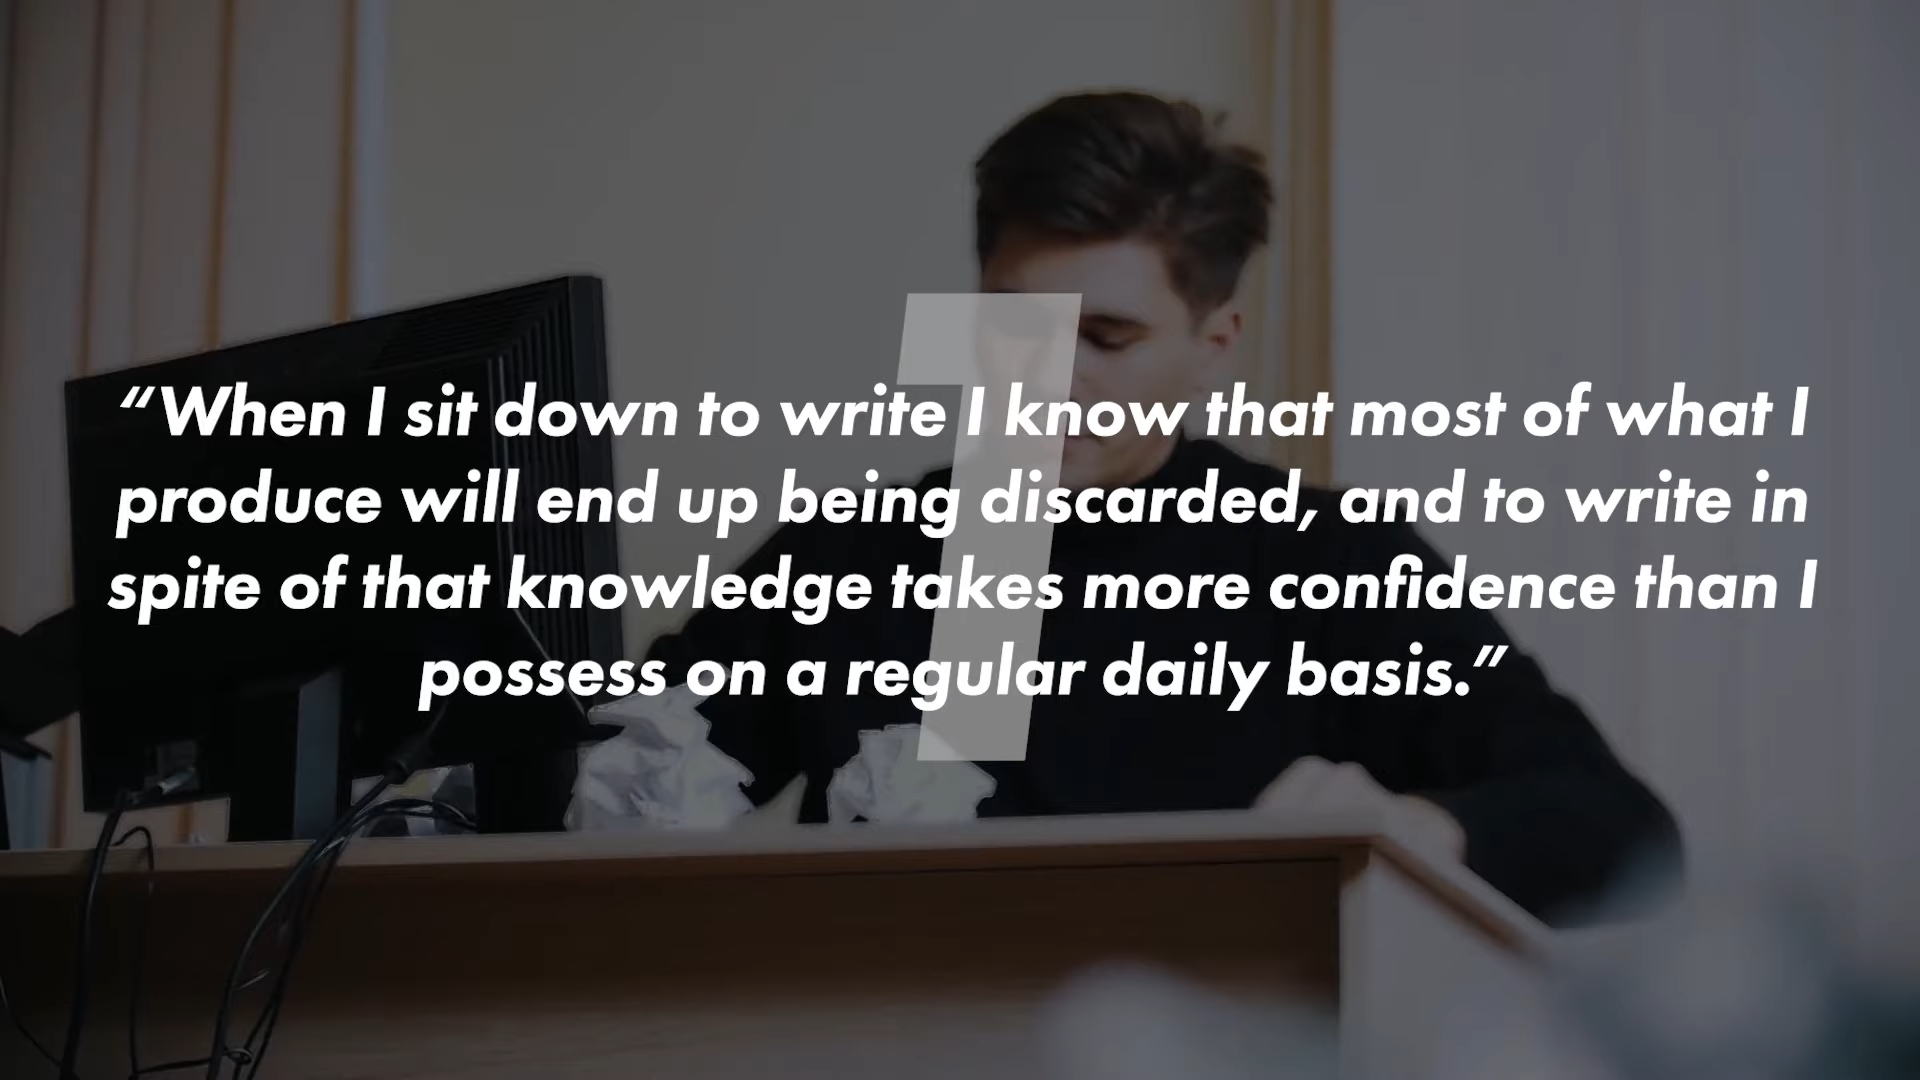 “When I sit down to write I know that most of what I
produce will end up being discarded, and to write in
spite of that knowledge takes more confidence than I
possess on a regular daily basis.”
1